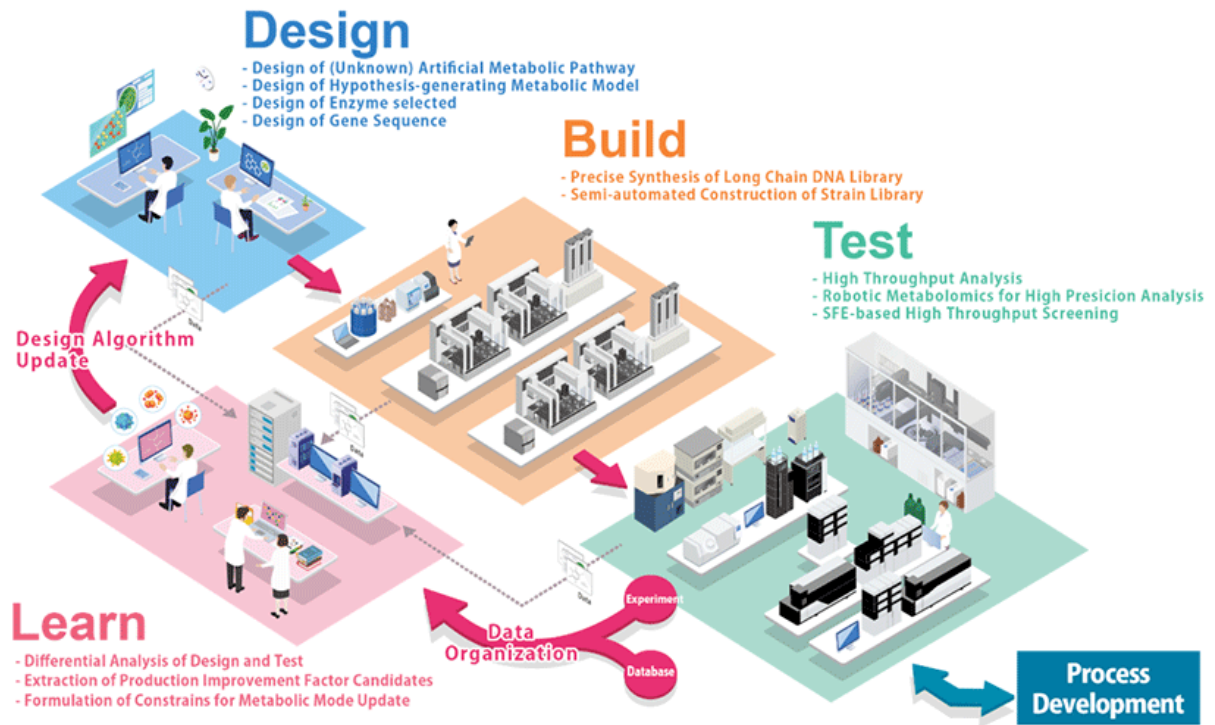 Design
- Design of (Unknown) Artificial Metabolic Pathway
- Design of Hypothesis-generating Metabolic Model
- Design of Enzyme selected
- Design of Gene Sequence
Build
- Precise Synthesis of Long Chain DNA Library
- Semi-automated Construction of Strain Library
Test
- High Throughput Analysis
- Robotic Metabolomics for High Presicion Analysis
- SFE-based High Throughput Screening
Data
Design Algorithm
Update
Data
Data
Experiment
Data
Organization
Database
Learn
- Differential Analysis of Design and Test
- Extraction of Production Improvement Factor Candidates
- Formulation of Constrains for Metabolic Mode Update
Process
Development